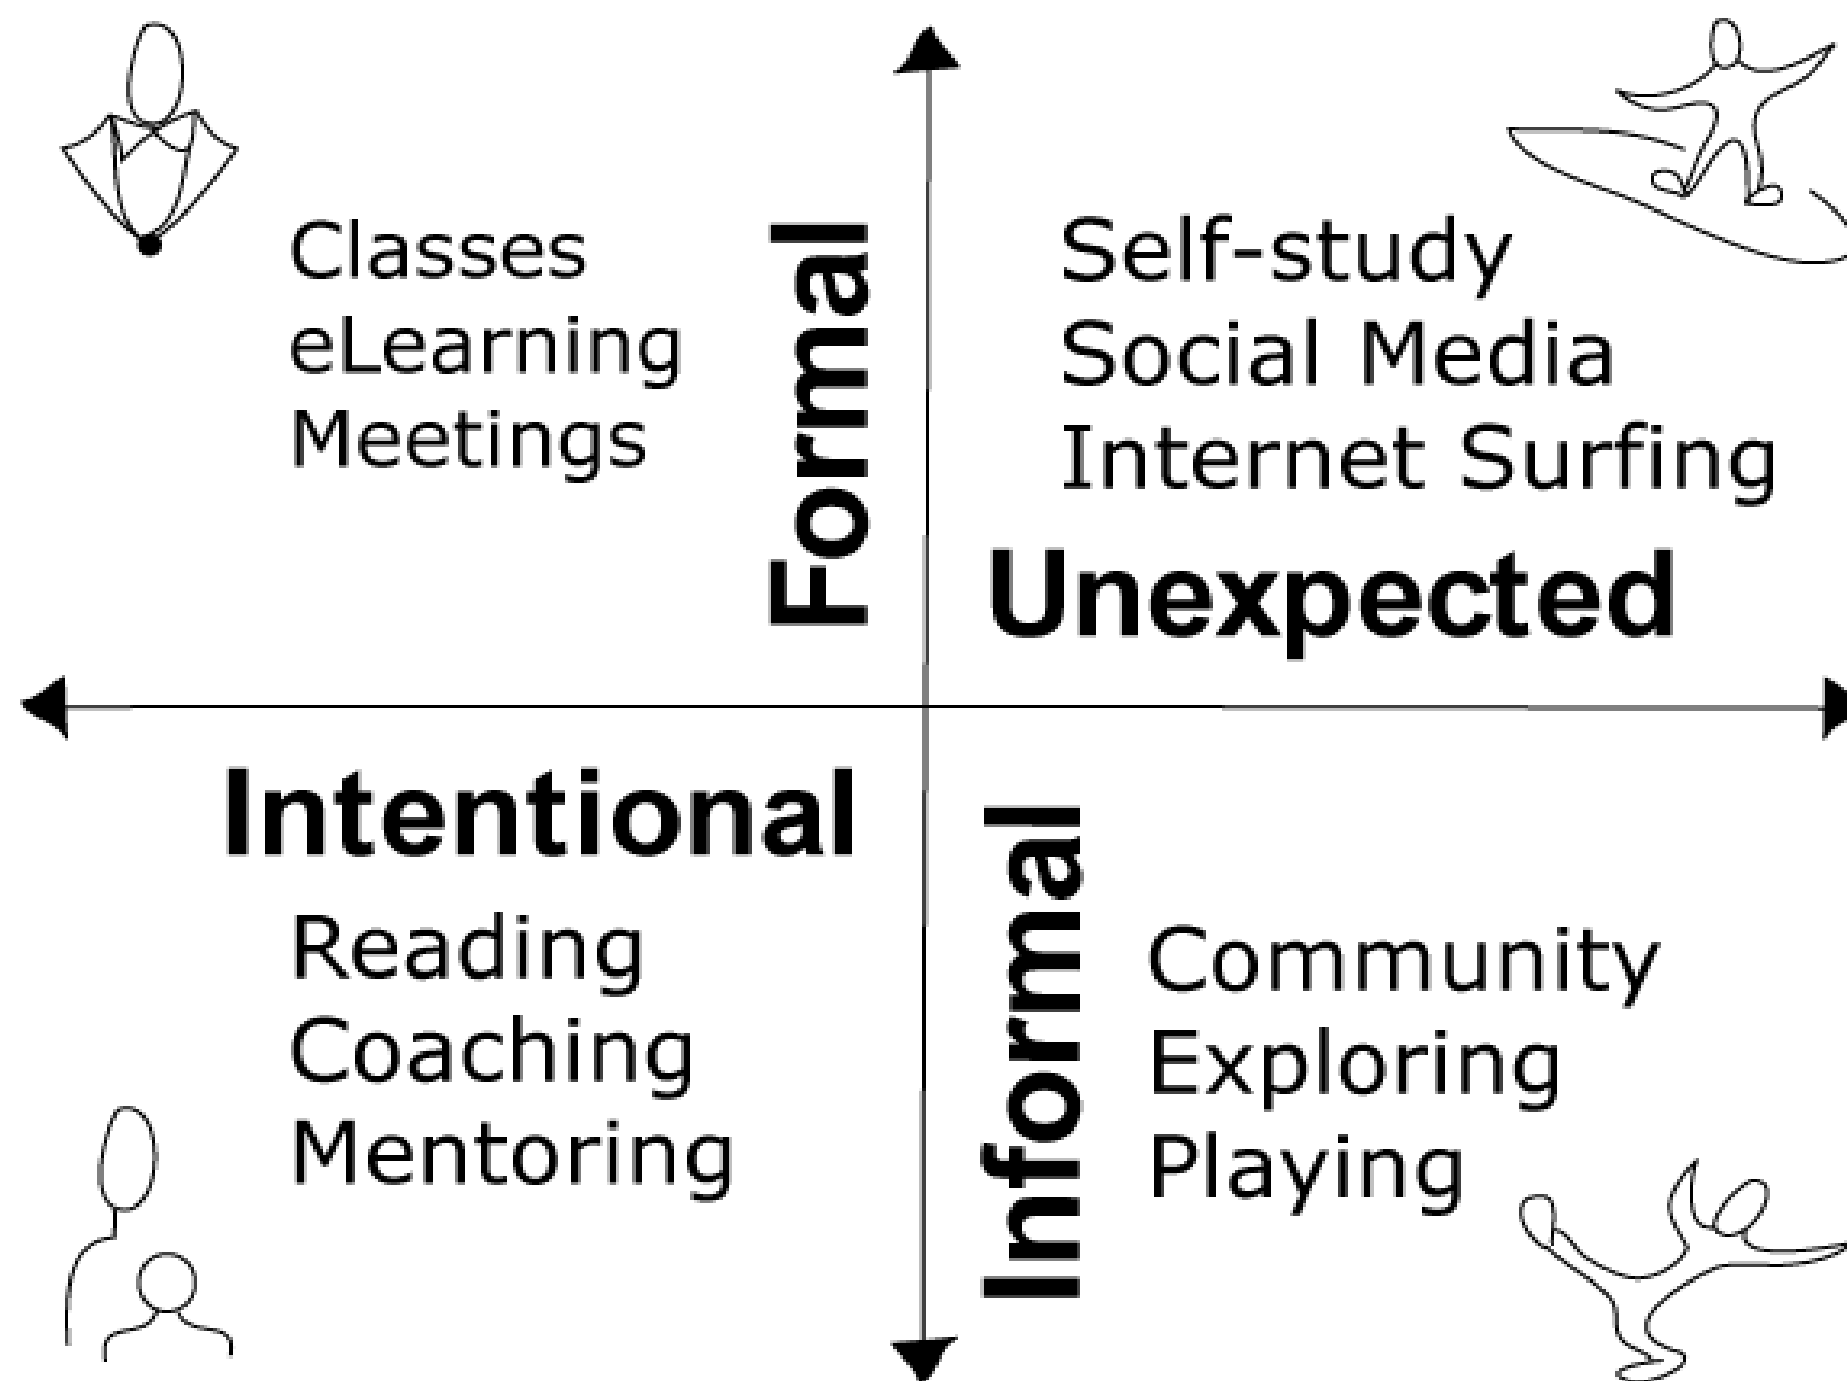 Classes
eLearning
Meetings
Formal
Self-study
Social Media
Internet Surfing
Unexpected
Intentional
Reading
Coaching
Mentoring
Informal
Community
Exploring
Playing